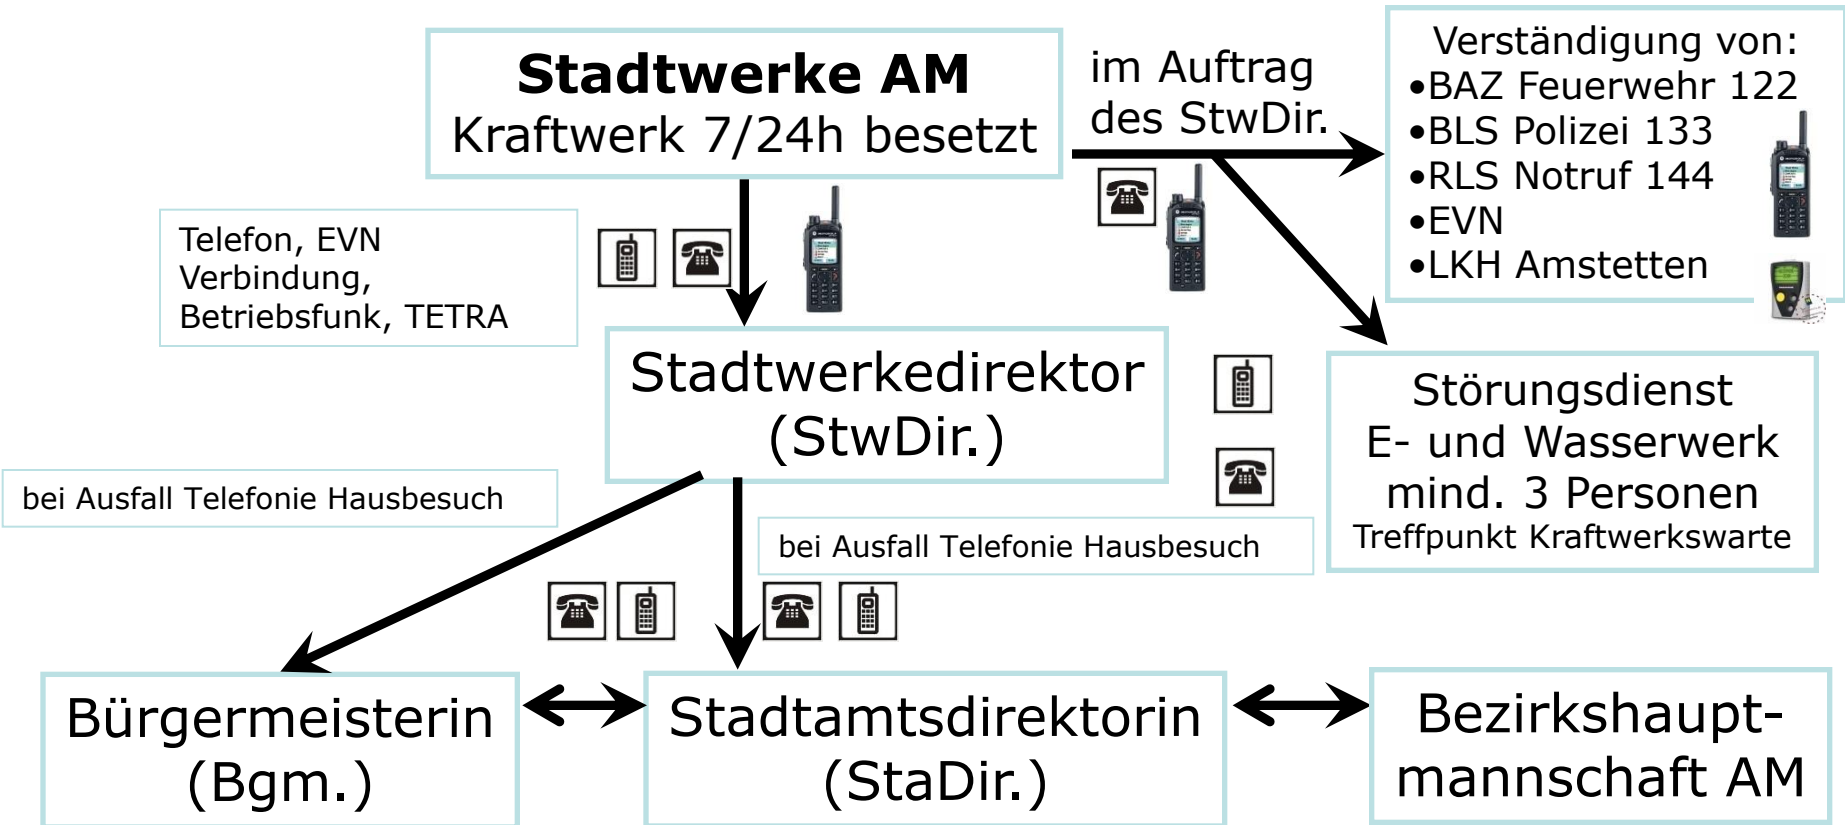 Stadtwerke AM
Kraftwerk 7/24h besetzt
im Auftrag
des StwDir.
Verständigung von:
•BAZ Feuerwehr 122
•BLS Polizei 133
•RLS Notruf 144
•EVN
•LKH Amstetten
Telefon, EVN
Verbindung,
Betriebsfunk, TETRA
Stadtwerkedirektor
(StwDir.)
Störungsdienst
E- und Wasserwerk
mind. 3 Personen
Treffpunkt Kraftwerkswarte
bei Ausfall Telefonie Hausbesuch
bei Ausfall Telefonie Hausbesuch
Bürgermeisterin
(Bgm.)
Stadtamtsdirektorin
(StaDir.)
Bezirkshaupt-
mannschaft AM